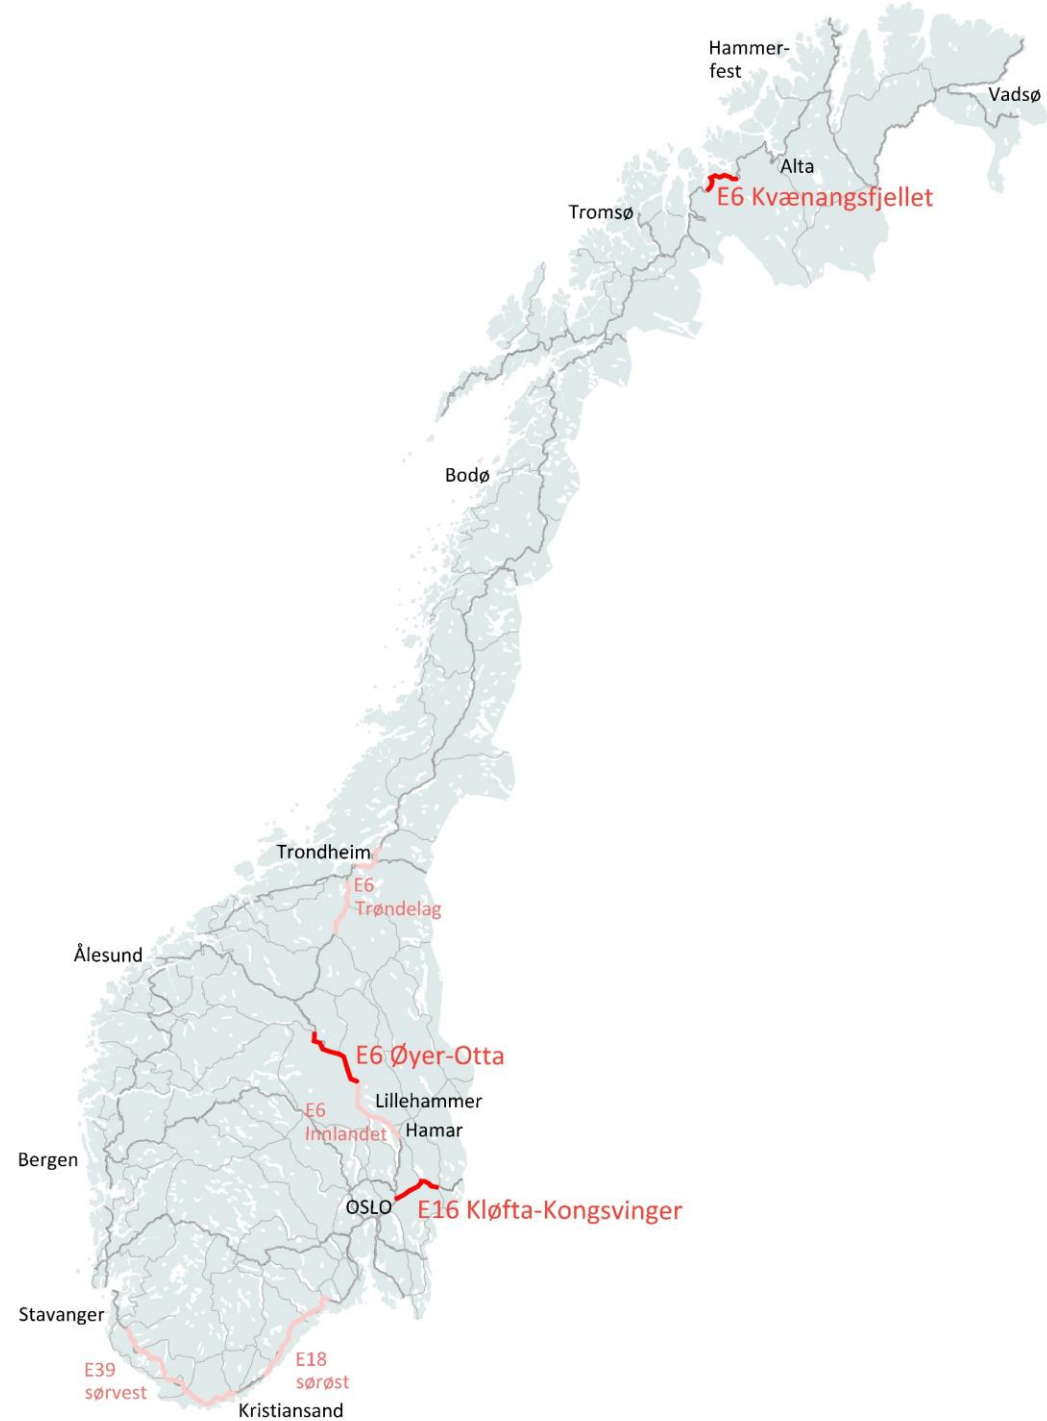 Hammer-
fest
Vadsø
Alta
E6 Kvænangsfjellet
Tromsø
Bodø
Trondheim
E6
Trøndelag
Ålesund
E6 Øyer-Otta
Lillehammer
E6
Innlandet
Hamar
Bergen
OSLO
E16 Kløfta-Kongsvinger
Stavanger
E39
sørvest
E18
sørøst
Kristiansand